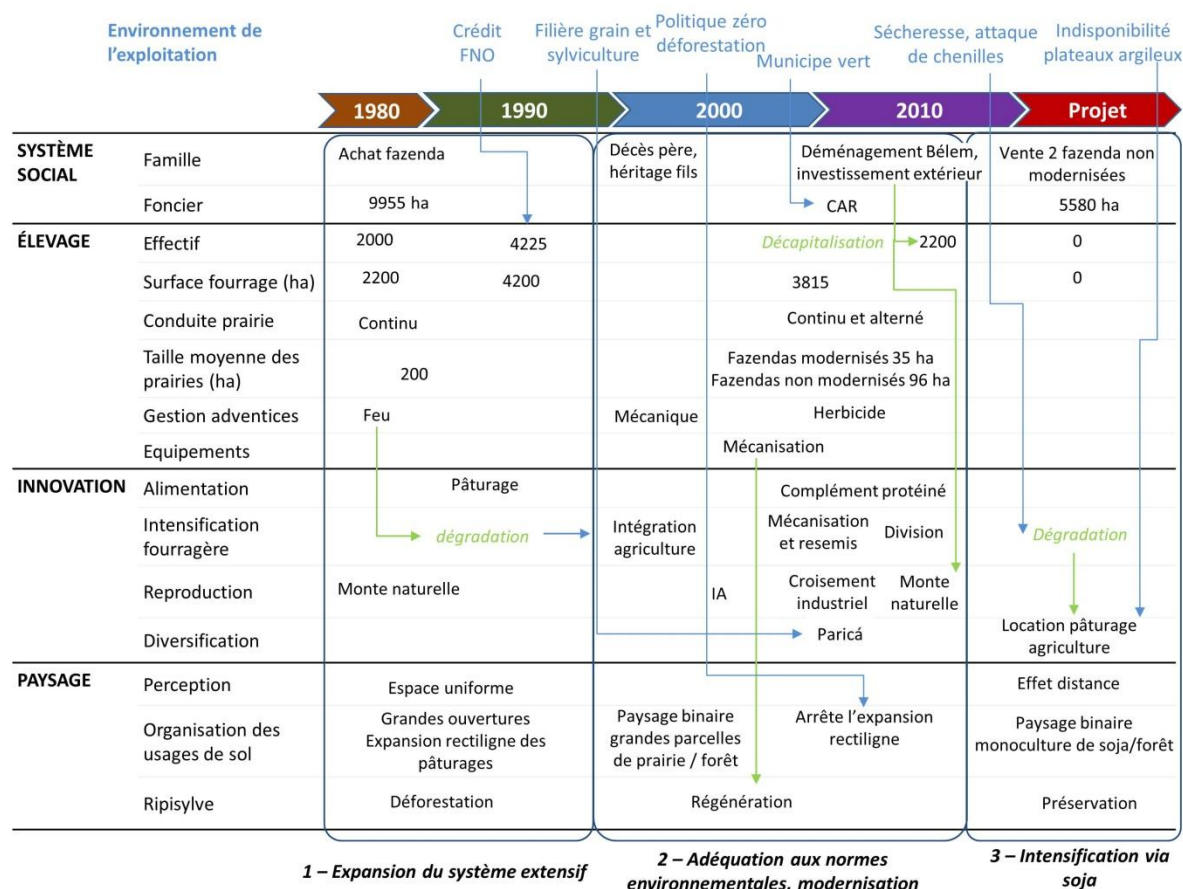 Environnement de
l'exploitation
Crédit
FNO
Filière grain et
sylviculture
Politique zéro
déforestation
Municipe vert
Sécheresse, attaque
de chenilles
Indisponibilité
plateaux argileux
1980 1990 2000 2010 Projet
SYSTÈME
SOCIAL
Famille
Achat fazenda
Décès père,
héritage fils
Déménagement Bélem,
investissement extérieur
Vente 2 fazenda non
modernisées
Foncier 9955 ha CAR 5580 ha
ÉLEVAGE Effectif 2000 4225 Décapitalisation 2200 0
Surface fourrage (ha) 2200 4200 3815 0
Conduite prairie Continu Continu et alterné
Taille moyenne des
prairies (ha)
200
Fazendas modernisés 35 ha
Fazendas non modernisés 96 ha
Gestion adventices Feu Mécanique Herbicide
Equipements Mécanisation
INNOVATION Alimentation Pâturage Complément protéiné
Intensification
fourragère
dégradation
Intégration
agriculture
Mécanisation
et resemis
Division
Dégradation
Reproduction Monte naturelle IA
Croisement
industriel
Monte
naturelle
Diversification Paricá
Location pâturage
agriculture
PAYSAGE Perception Espace uniforme Effet distance
Organisation des
usages de sol
Grandes ouvertures
Expansion rectiligne des
pâturages
Paysage binaire
grandes parcelles
de prairie / forêt
Arrête l'expansion
rectiligne
Paysage binaire
monoculture de soja/forêt
Ripisylve Déforestation Régénération Préservation
1 – Expansion du système extensif
2 – Adéquation aux normes
environnementales, modernisation
3 – Intensification via
soja